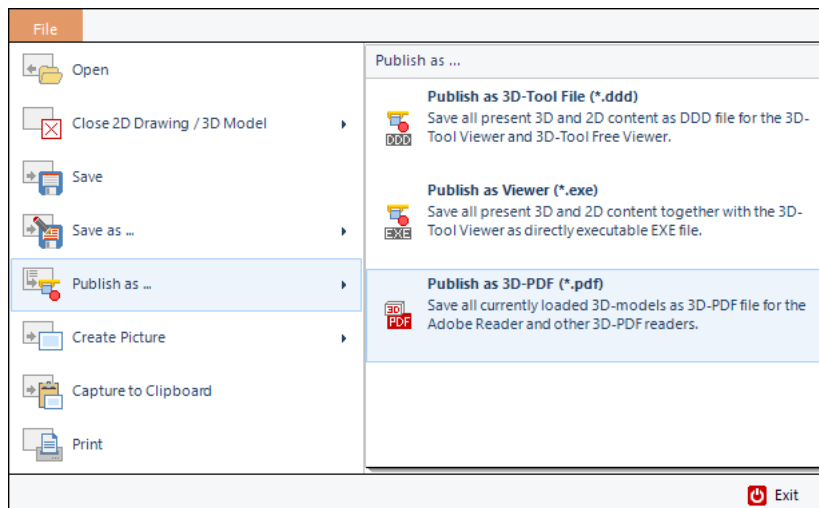 File
Open
Close 2D Drawing / 3D Model
Save
Save as ...
Publish as ...
Create Picture
Capture to Clipboard
Print
Publish as ...
Publish as 3D-Tool File (*.ddd)
Save all present 3D and 2D content as DDD file for the 3D-
Tool Viewer and 3D-Tool Free Viewer.
DDD
Publish as Viewer (*.exe)
Save all present 3D and 2D content together with the 3D-
Tool Viewer as directly executable EXE file.
EXE
Publish as 3D-PDF (*.pdf)
Save all currently loaded 3D-models as 3D-PDF file for the
Adobe Reader and other 3D-PDF readers.
3D
PDF
Exit